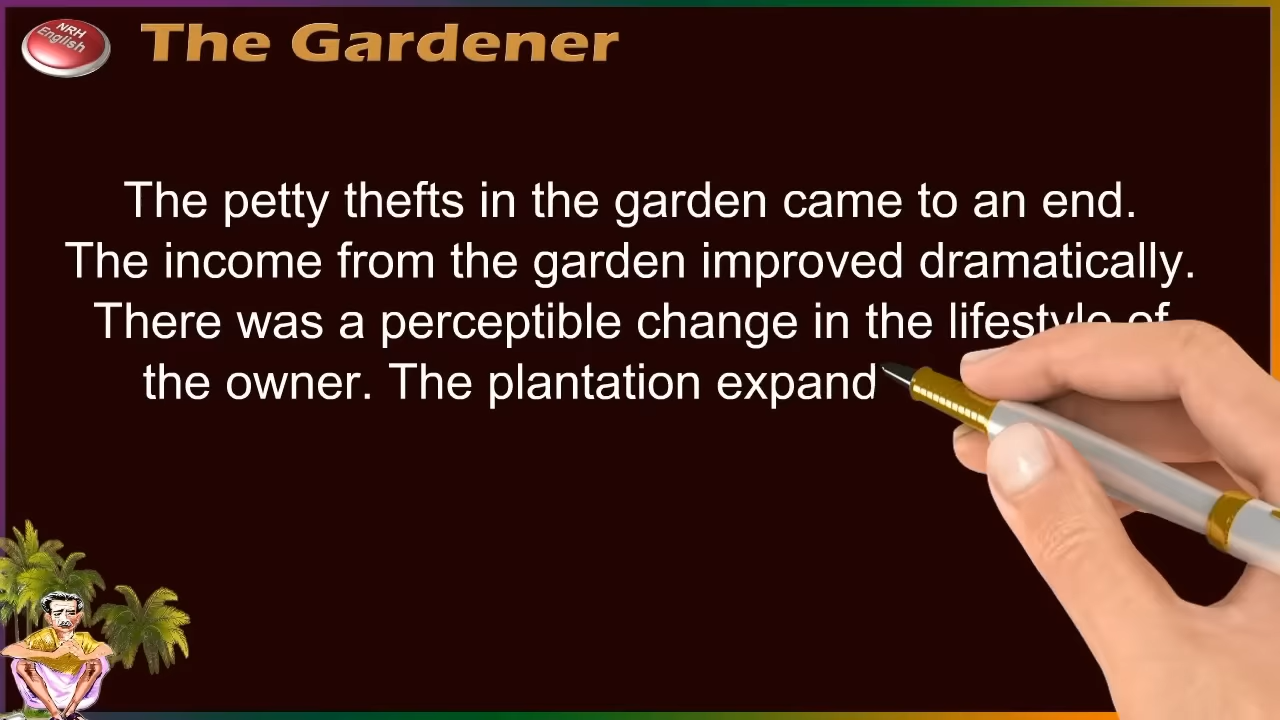 NRH
English
The Gardener
The petty thefts in the garden came to an end.
The income from the garden improved dramatically.
There was a perceptible change in the lifestyle of
the owner. The plantation expand